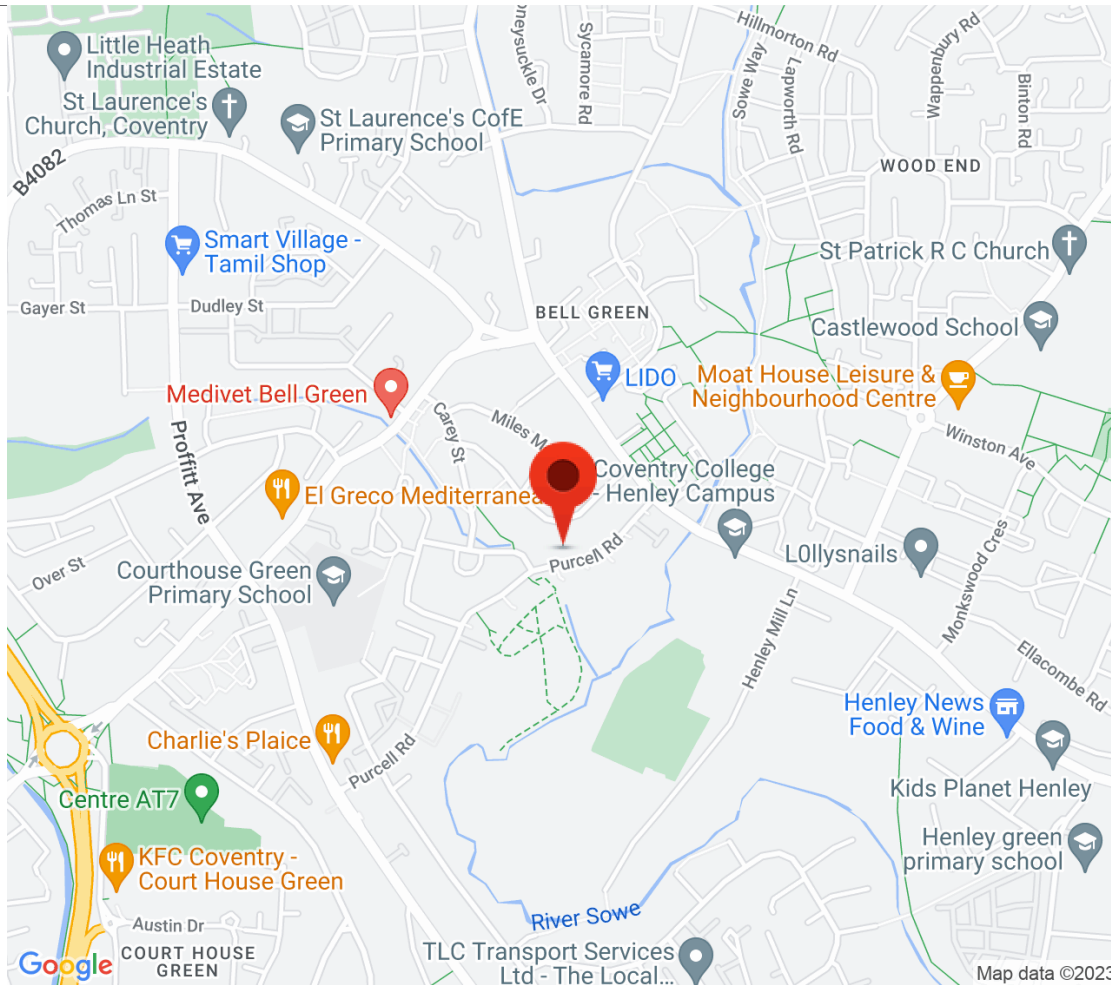 oneysuckle Dr
Sycamore Rd
Hillmorton Rd
Sowe Way
Lapworth Rd
Wappenbury Rd
Binton Rd
Little Heath
Industrial Estate
St Laurence's
Church, Coventry
St Laurence's CofE
Primary School
B4082
WOOD END
Thomas Ln St
Smart Village -
Tamil Shop
St Patrick R C Church
Gayer St
Dudley St
BELL GREEN
Castlewood School
Medivet Bell Green
LIDO
Moat House Leisure &
Neighbourhood Centre
Carey St
Miles M
Winston Ave
Proffitt Ave
Coventry College
- Henley Campus
El Greco Mediterranea
Purcell Rd
L0llysnails
Over St
Courthouse Green
Primary School
Monkswood Cres
Henley Mill Ln
Ellacombe Rd
Henley News
Food & Wine
Charlie's Plaice
Purcell Rd
Kids Planet Henley
Centre AT7
Henley green
primary school
KFC Coventry -
Court House Green
River Sowe
Austin Dr
COURT HOUSE
GREEN
TLC Transport Services
Ltd - The Local...
Google
Map data ©2023